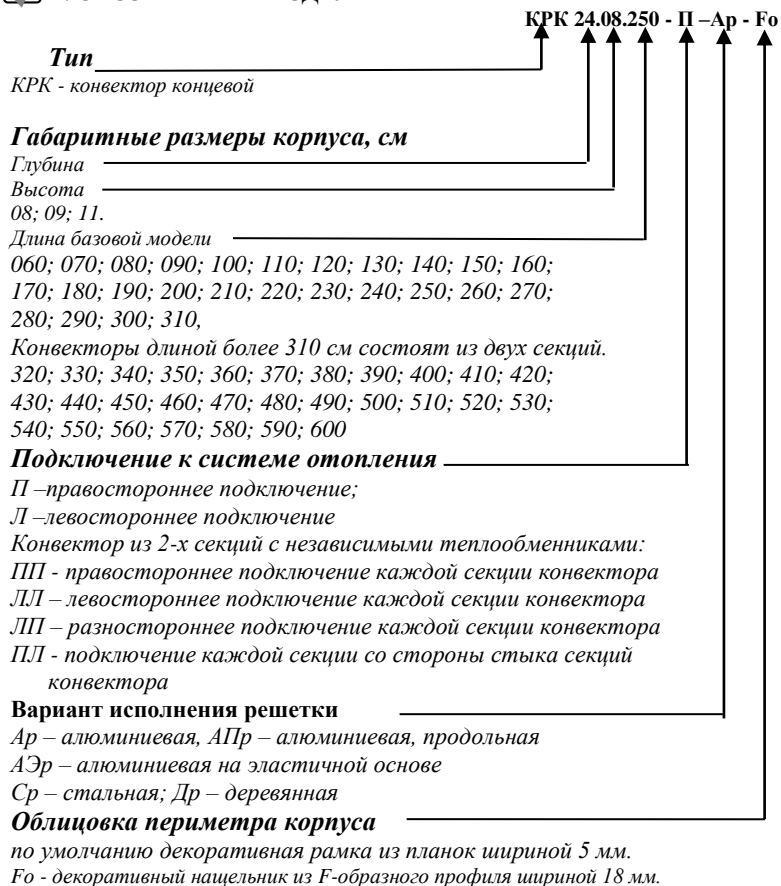 КРК 24.08.250 - П –Ар - Fo
Тип
КРК - конвектор концевой
Габаритные размеры корпуса, см
Глубина
Высота
08; 09; 11.
Длина базовой модели
060; 070; 080; 090; 100; 110; 120; 130; 140; 150; 160;
170; 180; 190; 200; 210; 220; 230; 240; 250; 260; 270;
280; 290; 300; 310,
Конвекторы длиной более 310 см состоят из двух секций.
320; 330; 340; 350; 360; 370; 380; 390; 400; 410; 420;
430; 440; 450; 460; 470; 480; 490; 500; 510; 520; 530;
540; 550; 560; 570; 580; 590; 600
Подключение к системе отопления
П –правостороннее подключение;
Л –левостороннее подключение
Конвектор из 2-х секций с независимыми теплообменниками:
ПП - правостороннее подключение каждой секции конвектора
ЛЛ – левостороннее подключение каждой секции конвектора
ЛП – разностороннее подключение каждой секции конвектора
ПЛ - подключение каждой секции со стороны стыка секций
конвектора
Вариант исполнения решетки
Ар – алюминиевая, АПр – алюминиевая, продольная
АЭр – алюминиевая на эластичной основе
Ср – стальная; Др – деревянная
Облицовка периметра корпуса
по умолчанию декоративная рамка из планок шириной 5 мм.
Fo - декоративный нащельник из F-образного профиля шириной 18 мм.